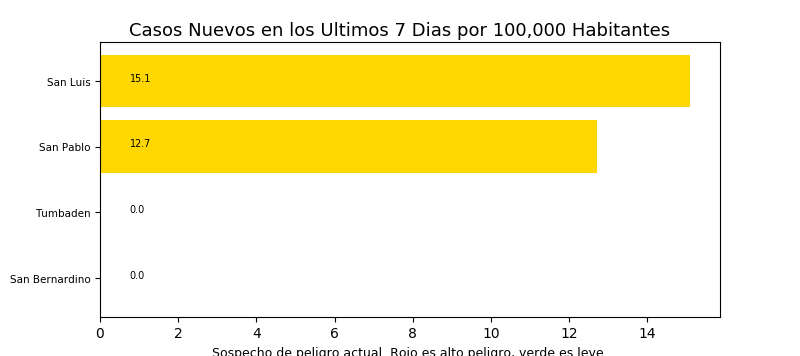 Casos Nuevos en los Ultimos 7 Dias por 100,000 Habitantes
San Luis
15.1
San Pablo
12.7
Tumbaden
0.0
San Bernardino
0.0
0 2 4 6 8 10 12 14
Sospecho de peligro actual. Rojo es alto peligro, verde es leve